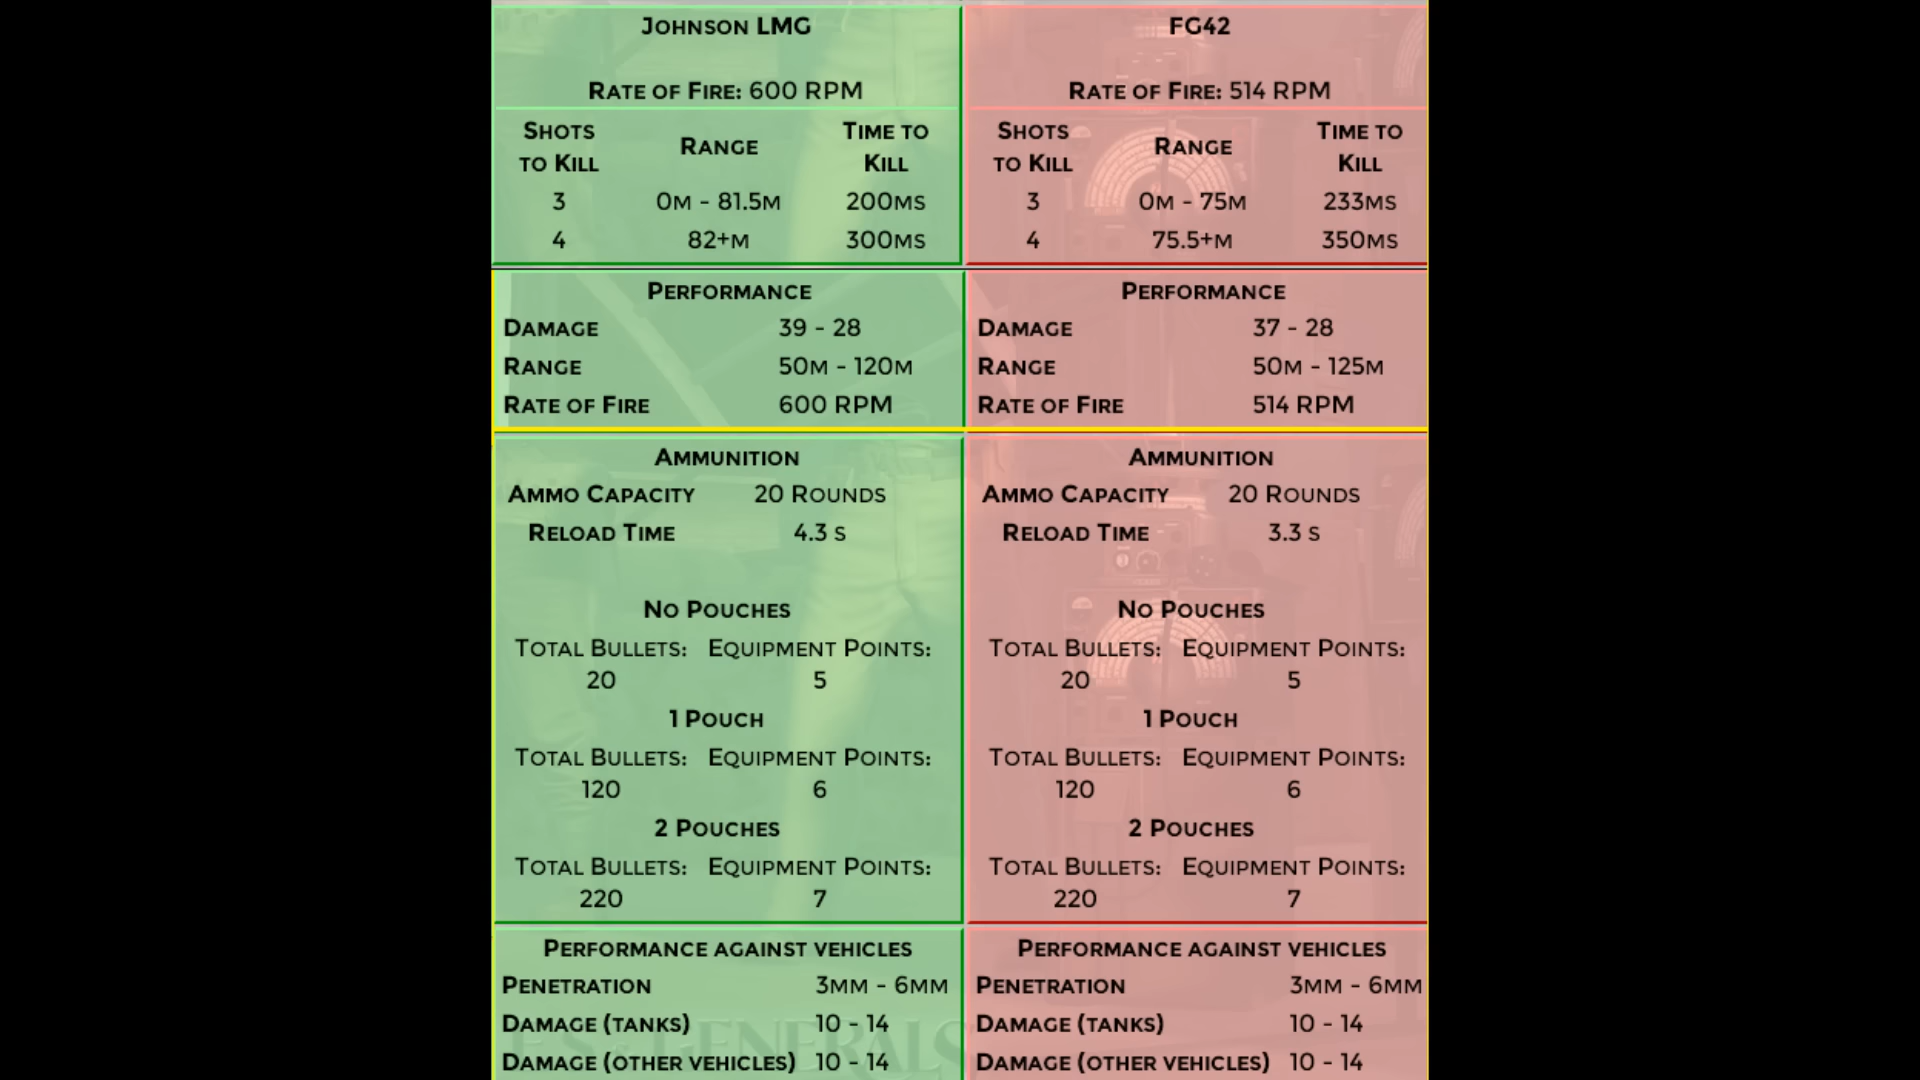 Johnson LMG
Rate of Fire: 600 RPM
Shots to Kill Range Time to Kill
3 0m - 81.5m 200ms
4 82+m 300ms
FG42
Rate of Fire: 514 RPM
Shots to Kill Range Time to Kill
3 0m - 75m 233ms
4 75.5+m 350ms
Performance
Damage 39 - 28
Range 50m - 120m
Rate of Fire 600 RPM
Performance
Damage 37 - 28
Range 50m - 125m
Rate of Fire 514 RPM
Ammunition
Ammo Capacity 20 Rounds
Reload Time 4.3 s
No Pouches
Total Bullets: Equipment Points:
20 5
1 Pouch
Total Bullets: Equipment Points:
120 6
2 Pouches
Total Bullets: Equipment Points:
220 7
Ammunition
Ammo Capacity 20 Rounds
Reload Time 3.3 s
No Pouches
Total Bullets: Equipment Points:
20 5
1 Pouch
Total Bullets: Equipment Points:
120 6
2 Pouches
Total Bullets: Equipment Points:
220 7
Performance against vehicles
Penetration 3mm - 6mm
Damage (tanks) 10 - 14
Damage (other vehicles) 10 - 14
Performance against vehicles
Penetration 3mm - 6mm
Damage (tanks) 10 - 14
Damage (other vehicles) 10 - 14
GENERALS